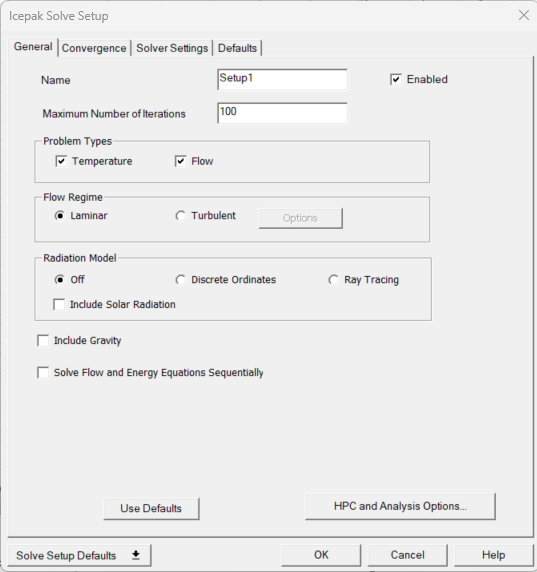 Icepak Solve Setup
General Convergence Solver Settings Defaults
Name Setup1 Enabled
Maximum Number of Iterations 100
Problem Types
Temperature Flow
Flow Regime
Laminar Turbulent Options
Radiation Model
Off Discrete Ordinates Ray Tracing
Include Solar Radiation
Include Gravity
Solve Flow and Energy Equations Sequentially
Use Defaults HPC and Analysis Options...
Solve Setup Defaults OK Cancel Help